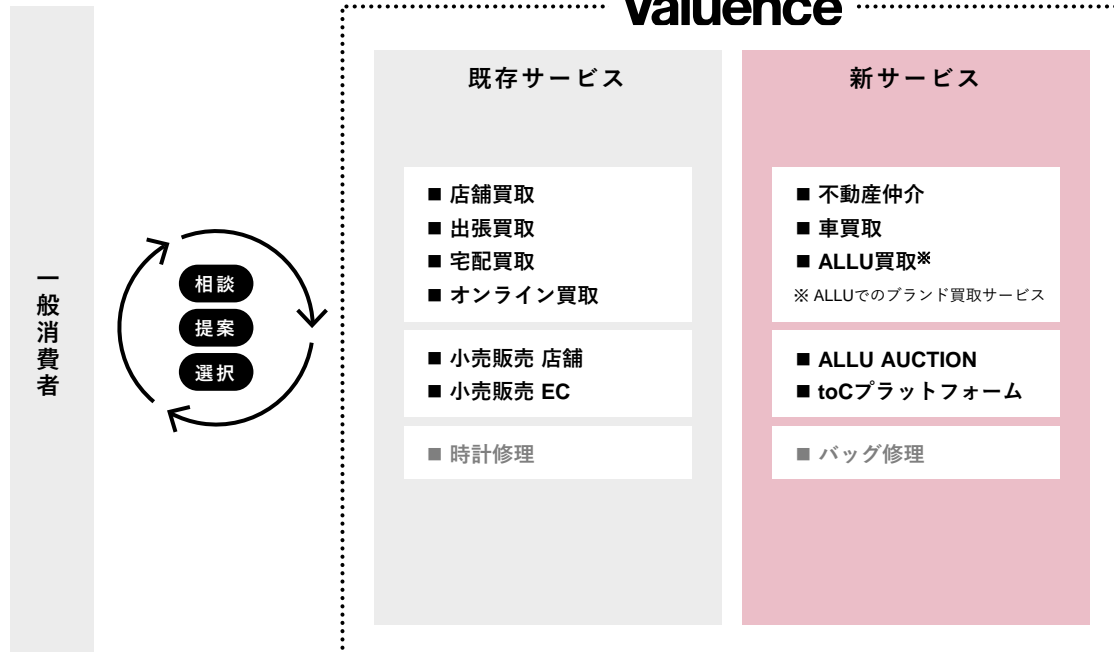 Valuence
一般消費者
相談
提案
選択
既存サービス
■ 店舗買取
■ 出張買取
■ 宅配買取
■ オンライン買取
■ 小売販売 店舗
■ 小売販売 EC
■ 時計修理
新サービス
■ 不動産仲介
■ 車買取
■ ALLU買取※
※ ALLUでのブランド買取サービス
■ ALLU AUCTION
■ toCプラットフォーム
■ バッグ修理